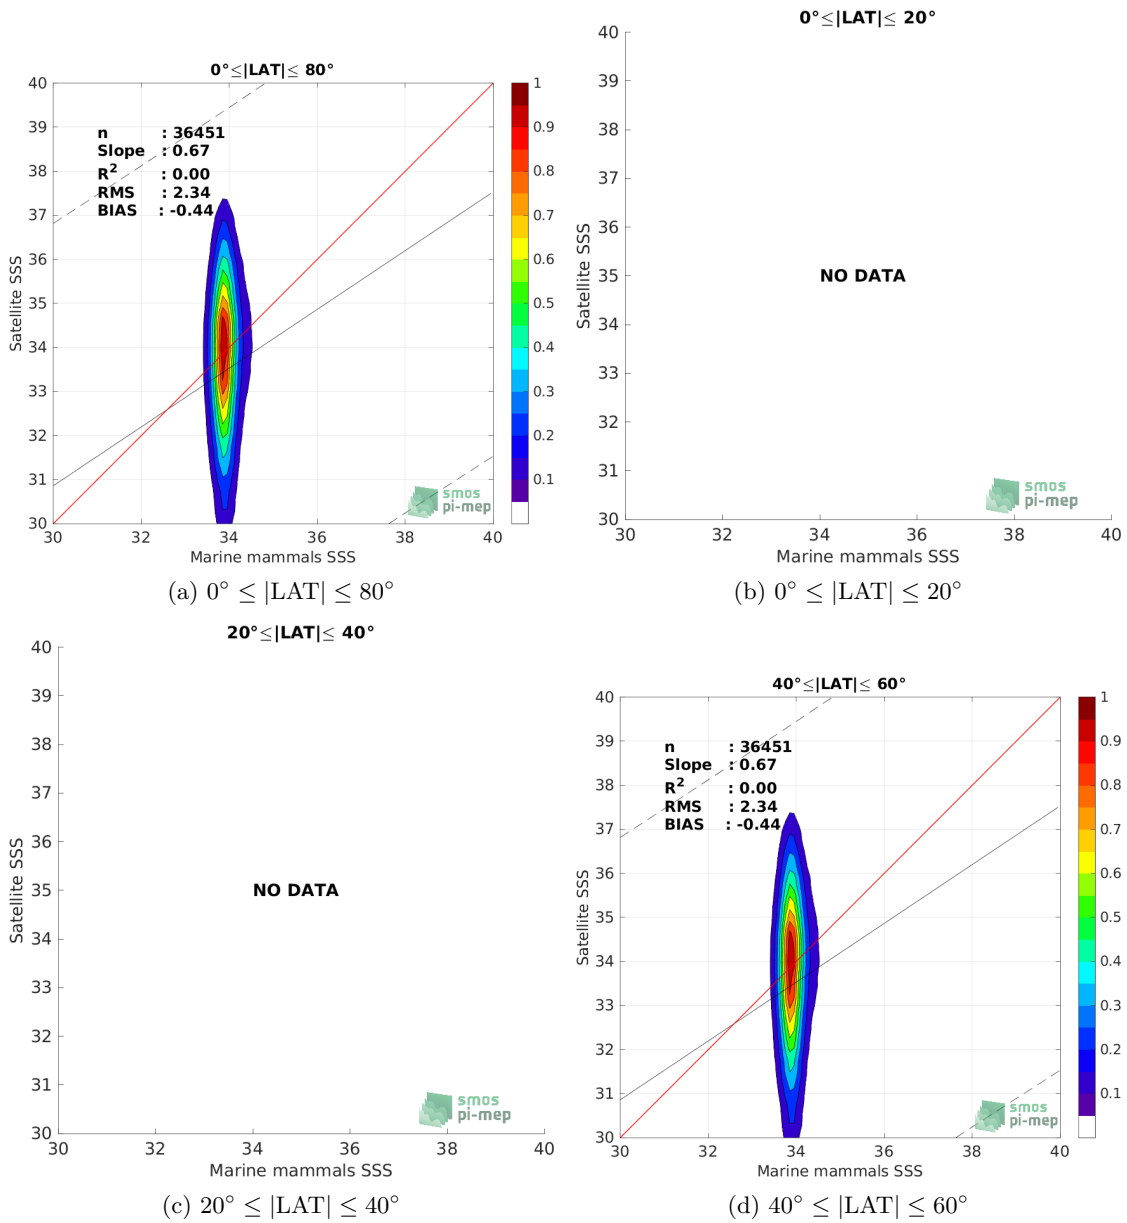 0°≤|LAT|≤ 80°
40
39
38
37
36
35
34
33
32
31
30
Satellite SSS
n : 36451
Slope : 0.67
R² : 0.00
RMS : 2.34
BIAS : -0.44
smos
pi-mep
30 32 34 36 38 40
Marine mammals SSS
1
0.9
0.8
0.7
0.6
0.5
0.4
0.3
0.2
0.1
(a) 0° ≤ |LAT| ≤ 80°
0°≤|LAT|≤ 20°
40
39
38
37
36
35
34
33
32
31
30
Satellite SSS
NO DATA
smos
pi-mep
30 32 34 36 38 40
Marine mammals SSS
(b) 0° ≤ |LAT| ≤ 20°
20°≤|LAT|≤ 40°
40
39
38
37
36
35
34
33
32
31
30
Satellite SSS
NO DATA
smos
pi-mep
30 32 34 36 38 40
Marine mammals SSS
(c) 20° ≤ |LAT| ≤ 40°
40°≤|LAT|≤ 60°
40
39
38
37
36
35
34
33
32
31
30
Satellite SSS
n : 36451
Slope : 0.67
R² : 0.00
RMS : 2.34
BIAS : -0.44
smos
pi-mep
30 32 34 36 38 40
Marine mammals SSS
1
0.9
0.8
0.7
0.6
0.5
0.4
0.3
0.2
0.1
(d) 40° ≤ |LAT| ≤ 60°